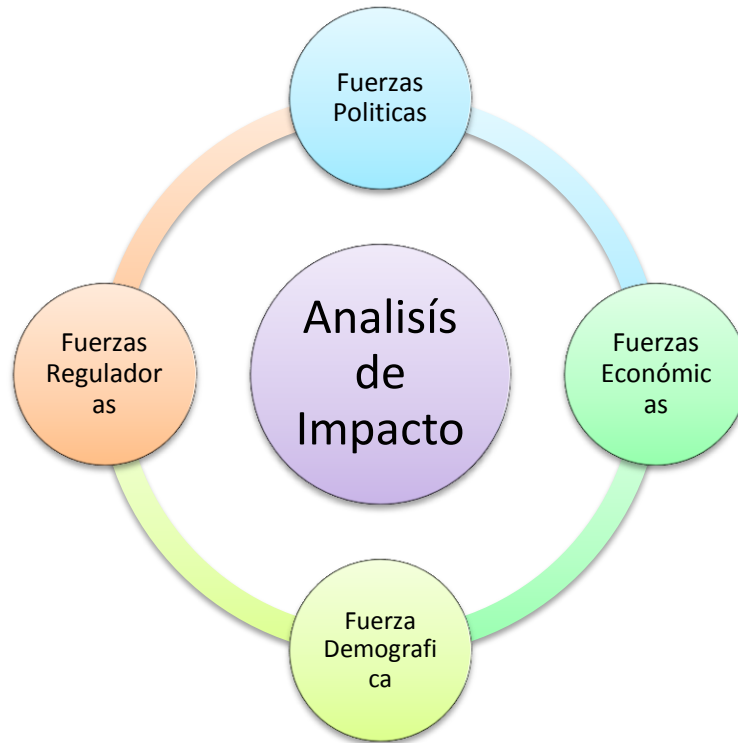 Fuerzas
Politicas
Fuerzas
Regulador
as
Analisís
de
Impacto
Fuerzas
Económic
as
Fuerza
Demografi
ca